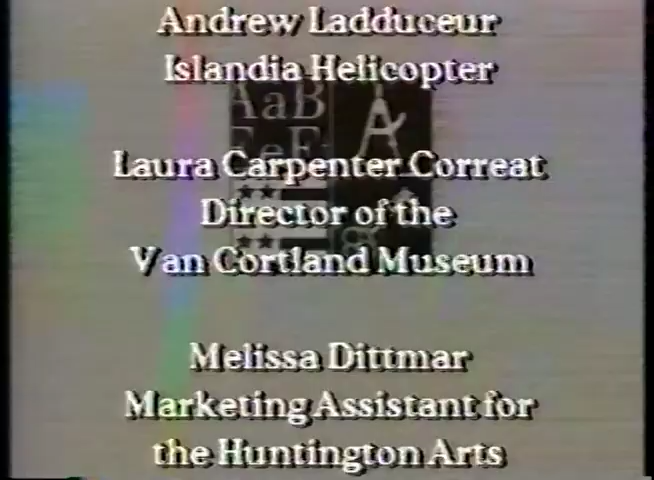 Andrew Ladduceur
Islandia Helicopter
AaB
Laura Carpenter Correat
Director of the
Van Cortland Museum
Melissa Dittmar
Marketing Assistant for
the Huntington Arts